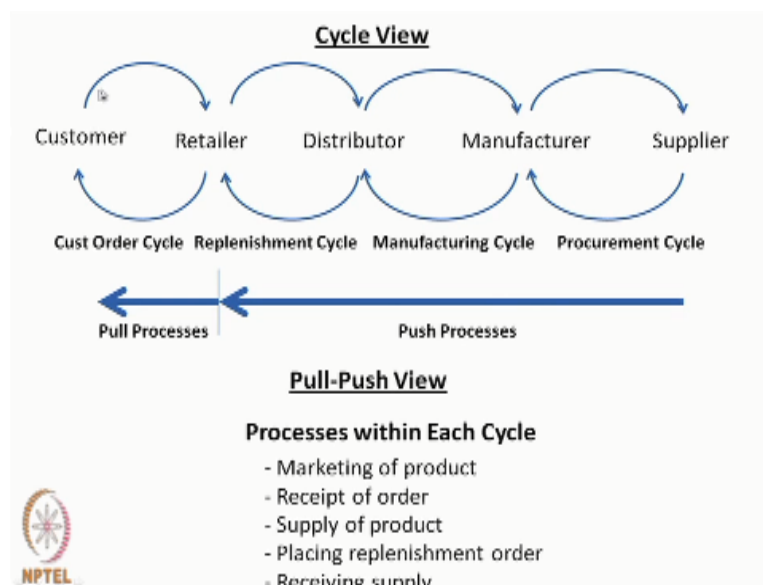 Cycle View
Customer Retailer Distributor Manufacturer Supplier
Cust Order Cycle Replenishment Cycle Manufacturing Cycle Procurement Cycle
Pull Processes Push Processes
Pull-Push View
Processes within Each Cycle
- Marketing of product
- Receipt of order
- Supply of product
- Placing replenishment order
- Receiving supply
NPTEL